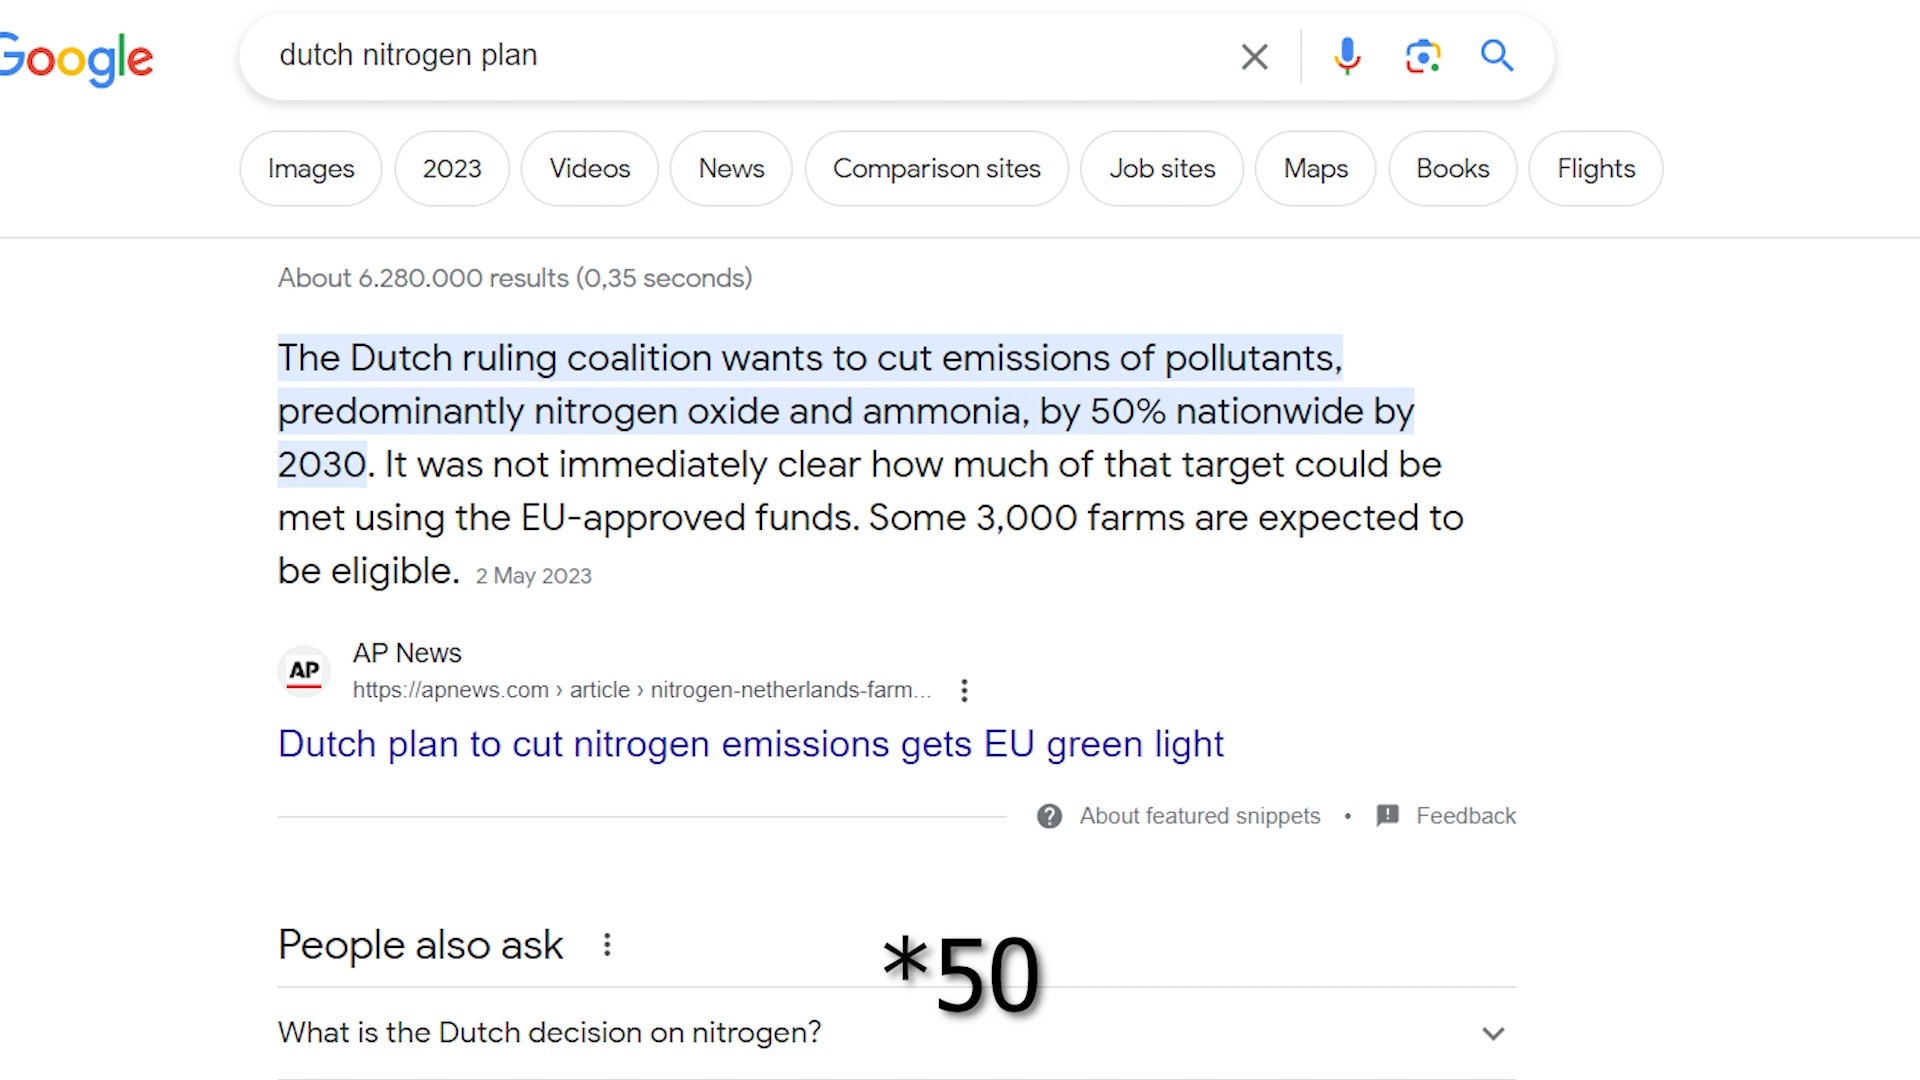 Google
dutch nitrogen plan
Images 2023 Videos News Comparison sites Job sites Maps Books Flights
About 6.280.000 results (0,35 seconds)
The Dutch ruling coalition wants to cut emissions of pollutants,
predominantly nitrogen oxide and ammonia, by 50% nationwide by
2030. It was not immediately clear how much of that target could be
met using the EU-approved funds. Some 3,000 farms are expected to
be eligible. 2 May 2023
AP
AP News
https://apnews.com › article › nitrogen-netherlands-farm...
Dutch plan to cut nitrogen emissions gets EU green light
About featured snippets • Feedback
People also ask
*50
What is the Dutch decision on nitrogen?